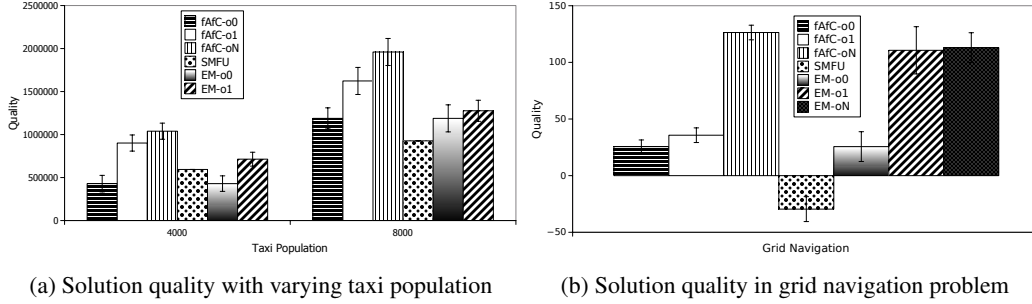 2500000
2000000
1500000
1000000
500000
0
Quality
fAfC-o0
fAfC-o1
fAfC-oN
SMFU
EM-o0
EM-o1
4000
8000
Taxi Population
(a) Solution quality with varying taxi population
150
100
50
0
−50
Quality
fAfC-o0
fAfC-o1
fAfC-oN
SMFU
EM-o0
EM-o1
EM-oN
Grid Navigation
(b) Solution quality in grid navigation problem